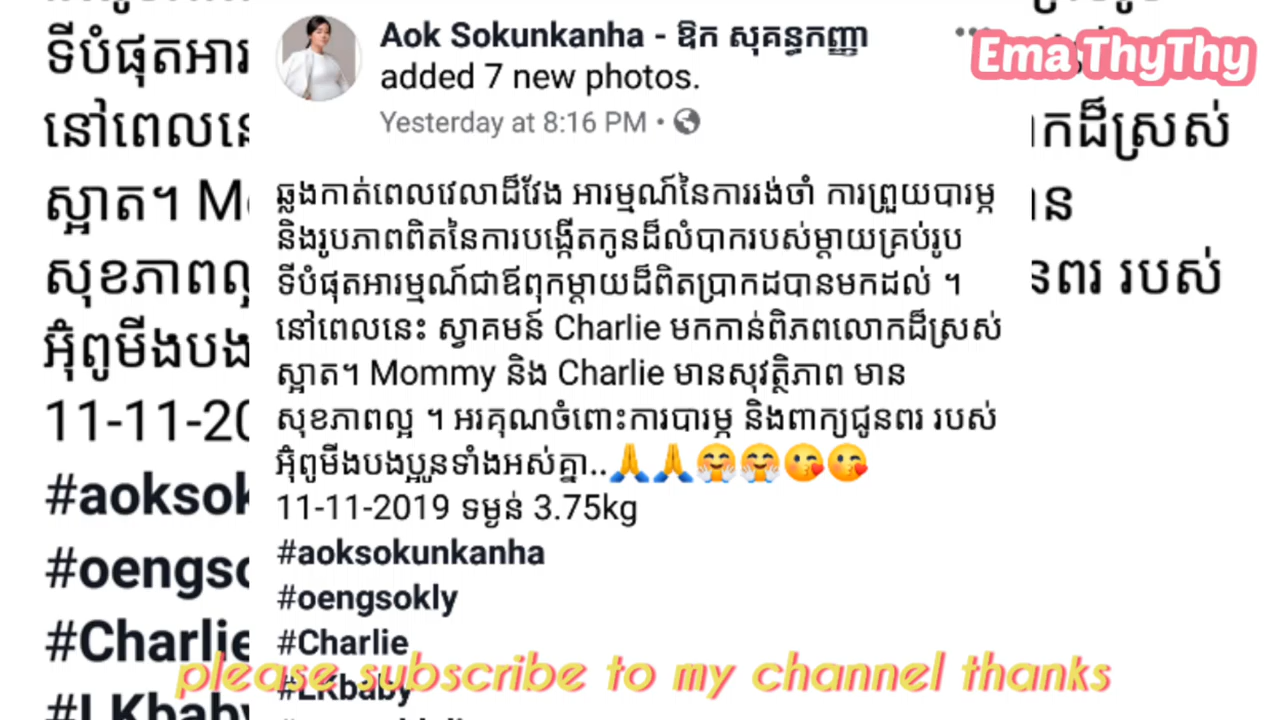 Aok Sokunkanha - ឱក សុគន្ធកញ្ញា
added 7 new photos.
Yesterday at 8:16 PM
Ema ThyThy
ឆ្លងកាត់ពេលវេលាដ៏វែង អារម្មណ៍នៃការរង់ចាំ ការព្រួយបារម្ភ
និងរូបភាពពិតនៃការបង្កើតកូនដ៏លំបាករបស់ម្ដាយគ្រប់រូប
ទីបំផុតអារម្មណ៍ជាឪពុកម្ដាយដ៏ពិតប្រាកដបានមកដល់ ។
នៅពេលនេះ ស្វាគមន៍ Charlie មកកាន់ពិភពលោកដ៏ស្រស់
ស្អាត។ Mommy និង Charlie មានសុវត្ថិភាព មាន
សុខភាពល្អ ។ អរគុណចំពោះការបារម្ភ និងពាក្យជូនពរ របស់
អ៊ុំពូមីងបងប្អូនទាំងអស់គ្នា..🙏🙏🤗🤗😘😘
11-11-2019 ទម្ងន់ 3.75kg
#aoksokunkanha
#oengsokly
#Charlie
#LKbaby
please subscribe to my channel thanks